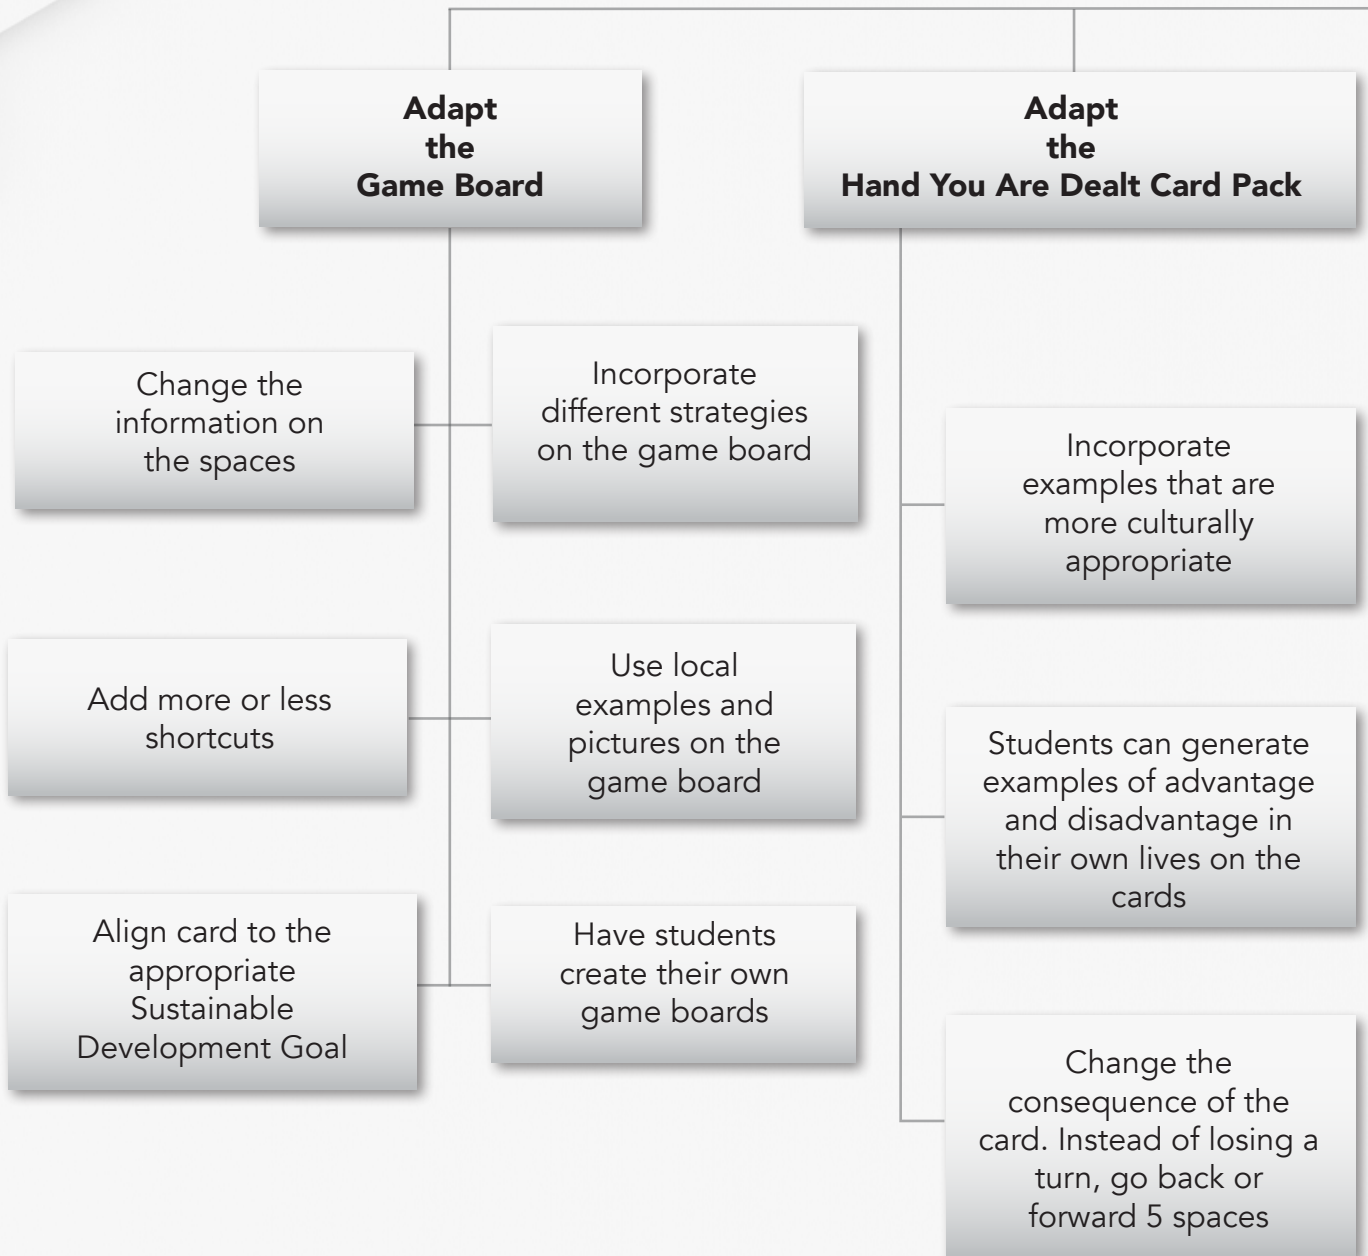 Adapt
the
Game Board
Change the
information on
the spaces
Incorporate
different strategies
on the game board
Add more or less
shortcuts
Use local
examples and
pictures on the
game board
Align card to the
appropriate
Sustainable
Development Goal
Have students
create their own
game boards
Adapt
the
Hand You Are Dealt Card Pack
Incorporate
examples that are
more culturally
appropriate
Students can generate
examples of advantage
and disadvantage in
their own lives on the
cards
Change the
consequence of the
card. Instead of losing a
turn, go back or
forward 5 spaces